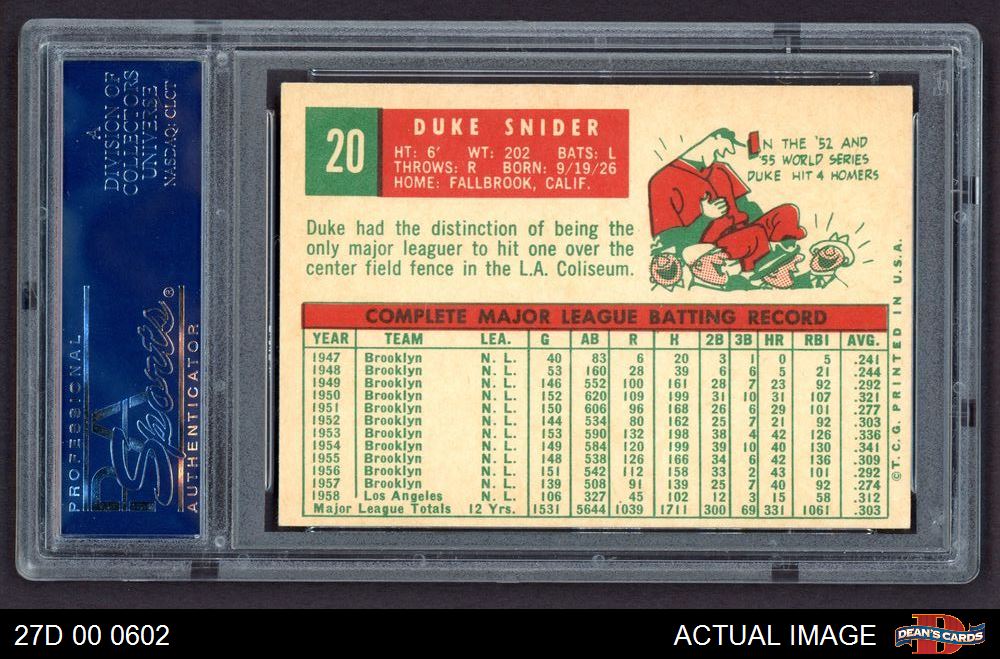 A
DIVISION OF
COLLECTORS
UNIVERSE
NASDAQ: CLCT
PROFESSIONAL
PSA
Sports®
AUTHENTICATOR
20
DUKE SNIDER
HT: 6' WT: 202 BATS: L
THROWS: R BORN: 9/19/26
HOME: FALLBROOK, CALIF.
IN THE '52 AND
'55 WORLD SERIES
DUKE HIT 4 HOMERS
Duke had the distinction of being the
only major leaguer to hit one over the
center field fence in the L.A. Coliseum.
COMPLETE MAJOR LEAGUE BATTING RECORD
YEAR TEAM LEA. G AB R H 2B 3B HR RBI AVG.
1947 Brooklyn N. L. 40 83 6 20 3 1 0 5 .241
1948 Brooklyn N. L. 53 160 28 39 6 6 5 21 .244
1949 Brooklyn N. L. 146 552 100 161 28 7 23 92 .292
1950 Brooklyn N. L. 152 620 109 199 31 10 31 107 .321
1951 Brooklyn N. L. 150 606 96 168 26 6 29 101 .277
1952 Brooklyn N. L. 144 534 80 162 25 7 21 92 .303
1953 Brooklyn N. L. 153 590 132 198 38 4 42 126 .336
1954 Brooklyn N. L. 149 584 120 199 39 10 40 130 .341
1955 Brooklyn N. L. 148 538 126 166 34 6 42 136 .309
1956 Brooklyn N. L. 151 542 112 158 33 2 43 101 .292
1957 Brooklyn N. L. 139 508 91 139 25 7 40 92 .274
1958 Los Angeles N. L. 106 327 45 102 12 3 15 58 .312
Major League Totals 12 Yrs. 1531 5644 1039 1711 300 69 331 1061 .303
© T.C.G. PRINTED IN U.S.A.
27D 00 0602
ACTUAL IMAGE
D
DEAN'S CARDS